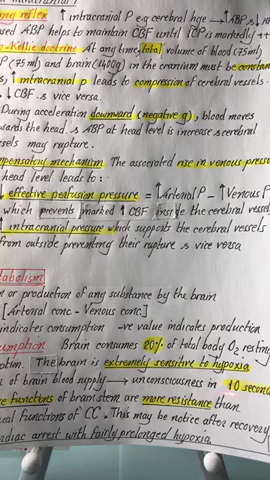 ng reflex ↑ intracranial P e.g cerebral hge → ↑ABP &
sed ABP helps to maintain CBF until ICP is markedly ↑
-Kellie doctrine At any time, total volume of blood (75ml)
F (75ml) and brain (1400g) in the cranium must be constant
s, ↑ intracranial p leads to compression of cerebral vessels.
↓ CBF. & vice versa.
During acceleration downward (negative g), blood moves
wards the head. & ABP at head level is increase & cerebral
sels may rupture.
mpensatory mechanism: The associated rise in venous pressu
head level leads to:
effective perfusion pressure = ↑Arterial P - ↑Venous P
which prevents marked ↑ CBF inside the cerebral vessels
↑ intracranial pressure which supports the cerebral vessels
from outside preventing their rupture & vice versa
tabolism
n or production of any substance by the brain
[Arterial conc - Venous conc]
indicates consumption -ve value indicates production
umption Brain consumes 20% of total body O2 resting
ption. The brain is extremely sensitive to hypoxia
n of brain blood supply → unconsciousness in 10 second
e functions of brainstem are more resistance than
ual functions of CC. This may be notice after recovery
rdiac arrest with fairly prolonged hypoxia.